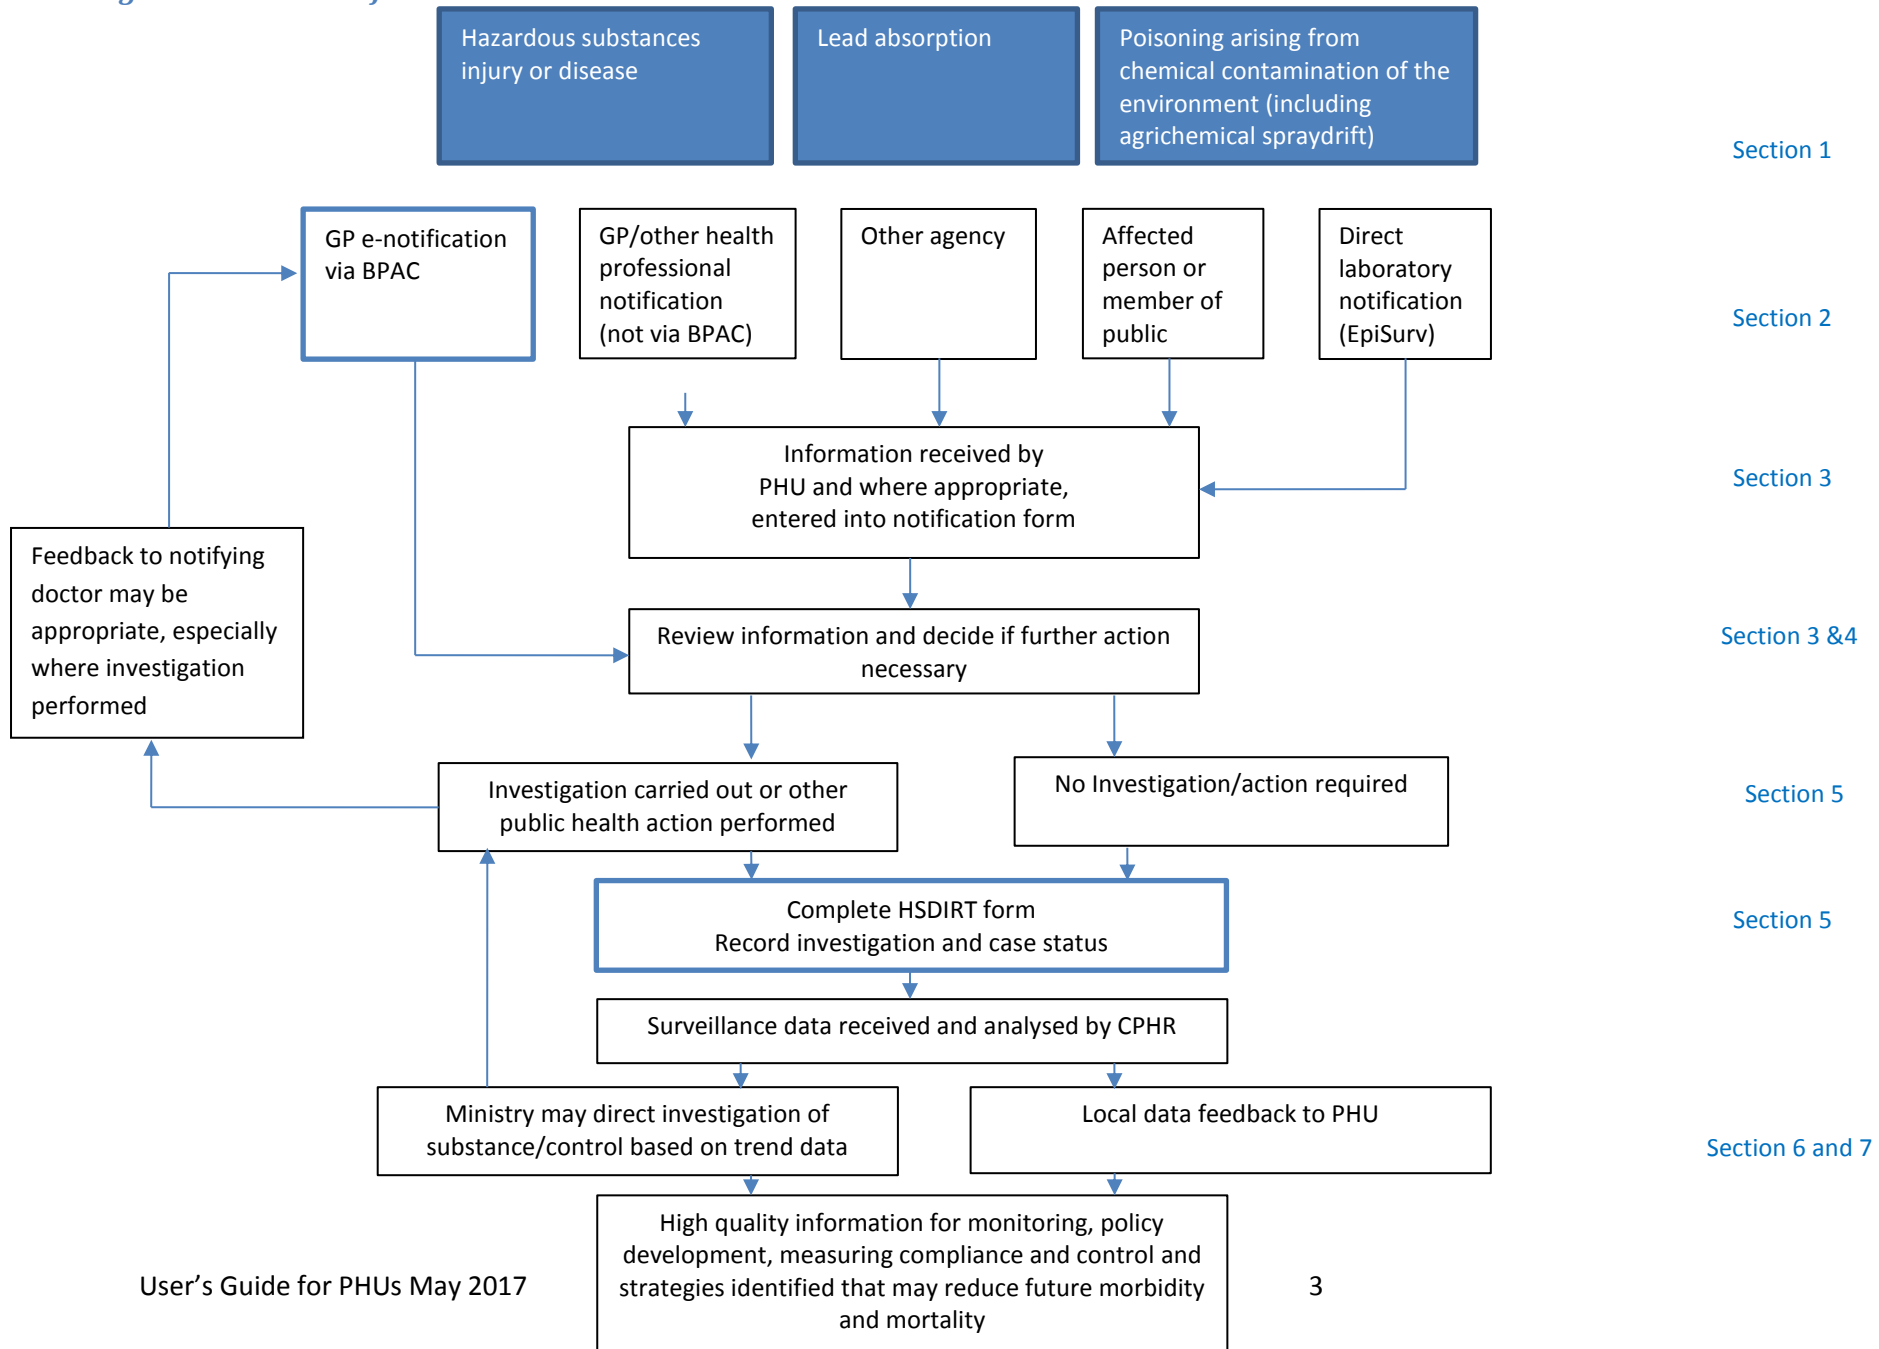 Hazardous substances
injury or disease
Lead absorption
Poisoning arising from
chemical contamination of the
environment (including
agrichemical spraydrift)
Section 1
GP e-notification
via BPAC
GP/other health
professional
notification
(not via BPAC)
Other agency
Affected
person or
member of
public
Direct
laboratory
notification
(EpiSurv)
Section 2
Information received by
PHU and where appropriate,
entered into notification form
Section 3
Feedback to notifying
doctor may be
appropriate, especially
where investigation
performed
Review information and decide if further action
necessary
Section 3 &4
Investigation carried out or other
public health action performed
No Investigation/action required
Section 5
Complete HSDIRT form
Record investigation and case status
Section 5
Surveillance data received and analysed by CPHR
Ministry may direct investigation of
substance/control based on trend data
Local data feedback to PHU
Section 6 and 7
High quality information for monitoring, policy
development, measuring compliance and control and
strategies identified that may reduce future morbidity
and mortality
User's Guide for PHUs May 2017
3